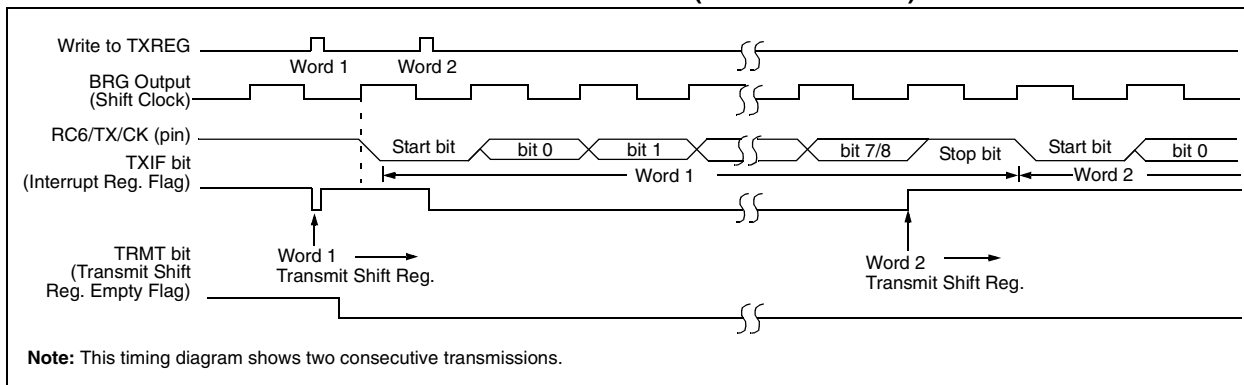 Write to TXREG
Word 1
Word 2
BRG Output
(Shift Clock)
RC6/TX/CK (pin)
Start bit
bit 0
bit 1
bit 7/8
Stop bit
Start bit
bit 0
TXIF bit
(Interrupt Reg. Flag)
Word 1
Word 2
Word 1
Transmit Shift Reg.
Word 2
Transmit Shift Reg.
TRMT bit
(Transmit Shift
Reg. Empty Flag)
Note: This timing diagram shows two consecutive transmissions.